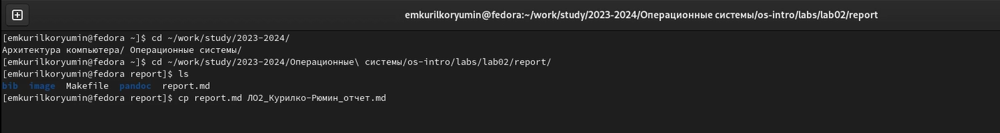 emkurilkoryumin@fedora:~/work/study/2023-2024/Операционные системы/os-intro/labs/lab02/report
[emkurilkoryumin@fedora ~]$ cd ~/work/study/2023-2024/
Архитектура компьютера/ Операционные системы/
[emkurilkoryumin@fedora ~]$ cd ~/work/study/2023-2024/Операционные\ системы/os-intro/labs/lab02/report/
[emkurilkoryumin@fedora report]$ ls
bib  image  Makefile  pandoc  report.md
[emkurilkoryumin@fedora report]$ cp report.md ЛО2_Курилко-Рюмин_отчет.md